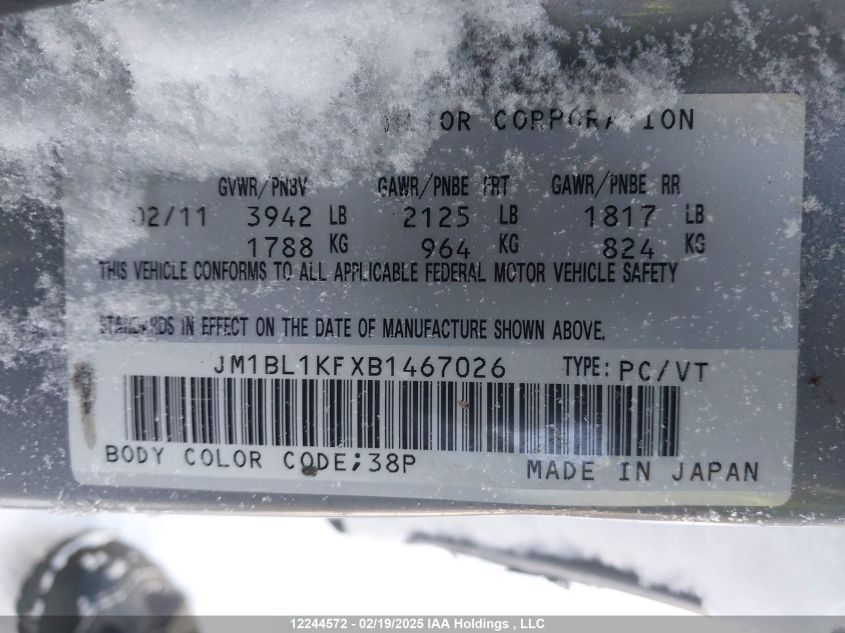 OR CORPORATION
GVWR/PNBV GAWR/PNBE FRT GAWR/PNBE RR
02/11 3942 LB 2125 LB 1817 LB
1788 KG 964 KG 824 KG
THIS VEHICLE CONFORMS TO ALL APPLICABLE FEDERAL MOTOR VEHICLE SAFETY
STANDARDS IN EFFECT ON THE DATE OF MANUFACTURE SHOWN ABOVE.
JM1BL1KFXB1467026 TYPE: PC/VT
BODY COLOR CODE;38P MADE IN JAPAN
12244572 - 02/19/2025 IAA Holdings , LLC